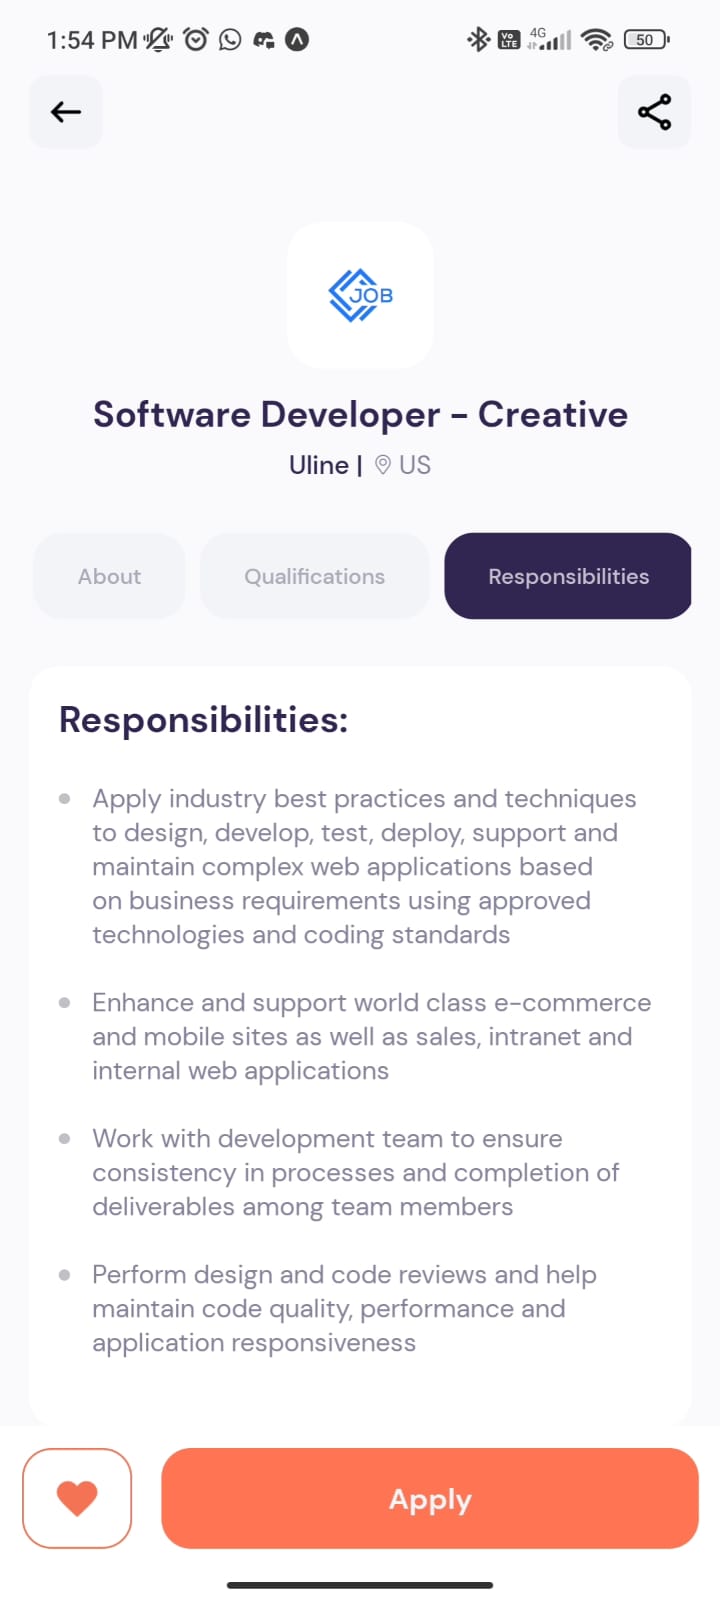 1:54 PM
Vo LTE
4G
50
JOB
Software Developer - Creative
Uline | US
About
Qualifications
Responsibilities
Responsibilities:
Apply industry best practices and techniques
to design, develop, test, deploy, support and
maintain complex web applications based
on business requirements using approved
technologies and coding standards
Enhance and support world class e-commerce
and mobile sites as well as sales, intranet and
internal web applications
Work with development team to ensure
consistency in processes and completion of
deliverables among team members
Perform design and code reviews and help
maintain code quality, performance and
application responsiveness
Apply